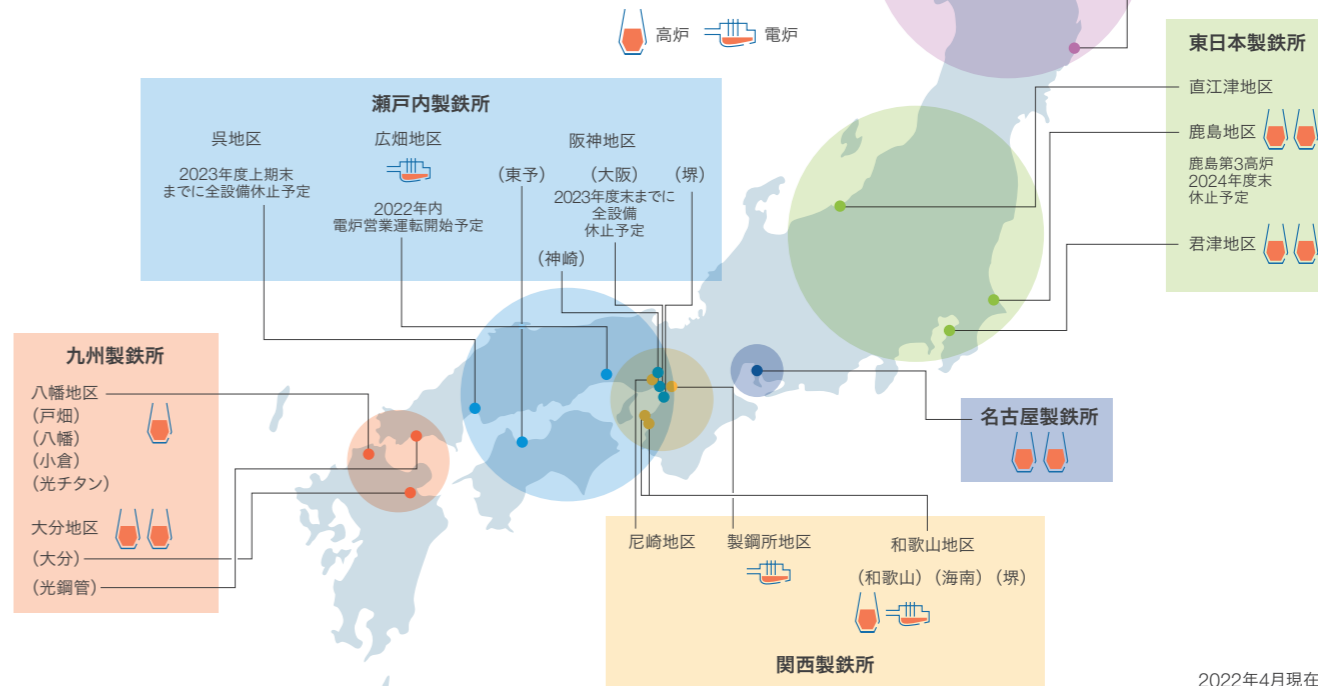 高炉
電炉
東日本製鉄所
直江津地区
鹿島地区
鹿島第3高炉
2024年度末
休止予定
君津地区
瀬戸内製鉄所
呉地区
2023年度上期末
までに全設備休止予定
広畑地区
2022年内
電炉営業運転開始予定
阪神地区
（東予）
（大阪）
（堺）
2023年度末までに
全設備
休止予定
（神崎）
九州製鉄所
八幡地区
（戸畑）
（八幡）
（小倉）
（光チタン）
大分地区
（大分）
（光鋼管）
名古屋製鉄所
尼崎地区
製鋼所地区
和歌山地区
（和歌山）（海南）（堺）
関西製鉄所
2022年4月現在